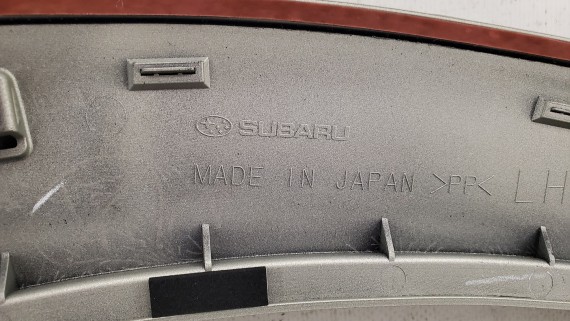 SUBARU
MADE IN JAPAN >PP< LH